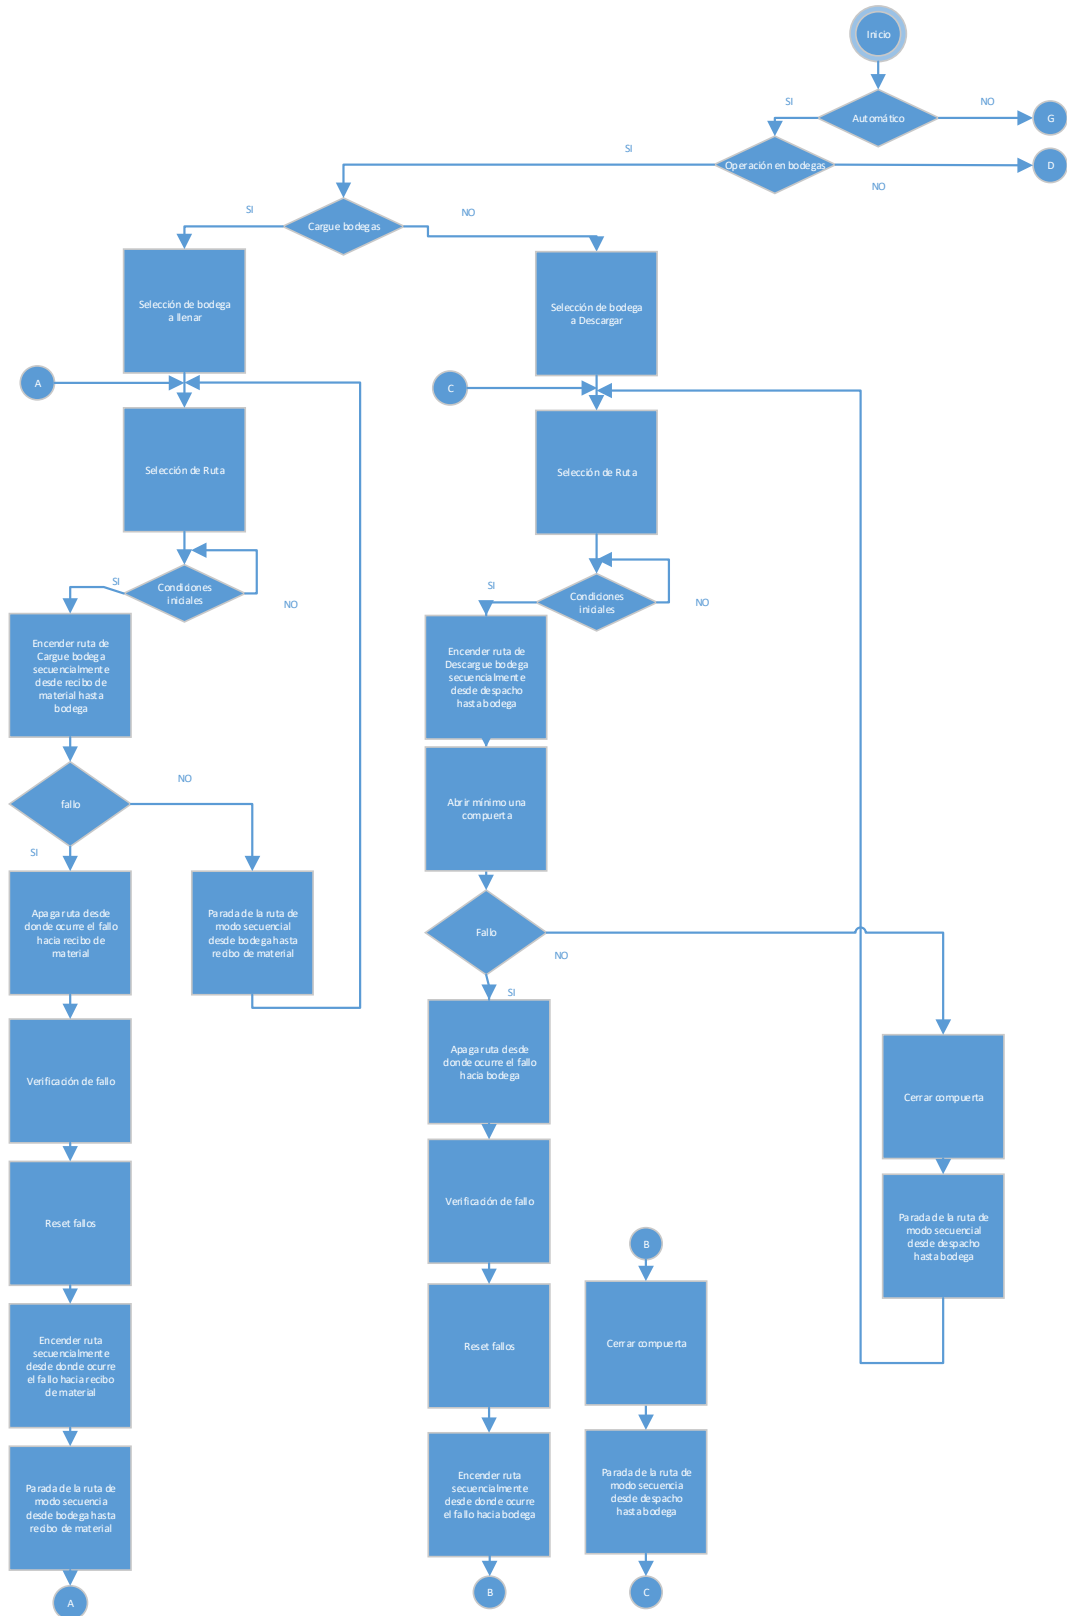 Inicio
SI
NO
Automático
G
SI
Operación en bodegas
D
NO
SI
NO
Cargue bodegas
Selección de bodega
a llenar
Selección de bodega
a Descargar
A
C
Selección de Ruta
Selección de Ruta
SI
Condiciones
iniciales
NO
SI
Condiciones
iniciales
NO
Encender ruta de
Cargue bodega
secuencialmente
desde recibo de
material hasta
bodega
Encender ruta de
Descargue bodega
secuencialmente
desde despacho
hasta bodega
NO
fallo
SI
Abrir mínimo una
compuerta
Apaga ruta desde
donde ocurre el fallo
hacia recibo de
material
Parada de la ruta de
modo secuencial
desde bodega hasta
recibo de material
Fallo
NO
SI
Apaga ruta desde
donde ocurre el fallo
hacia bodega
Verificación de fallo
Cerrar compuerta
Verificación de fallo
Reset fallos
B
Parada de la ruta de
modo secuencial
desde despacho
hasta bodega
Encender ruta
secuencialmente
desde donde ocurre
el fallo hacia recibo
de material
Reset fallos
Cerrar compuerta
Parada de la ruta de
modo secuencia
desde bodega hasta
recibo de material
Encender ruta
secuencialmente
desde donde ocurre
el fallo hacia bodega
Parada de la ruta de
modo secuencia
desde despacho
hasta bodega
A
B
C